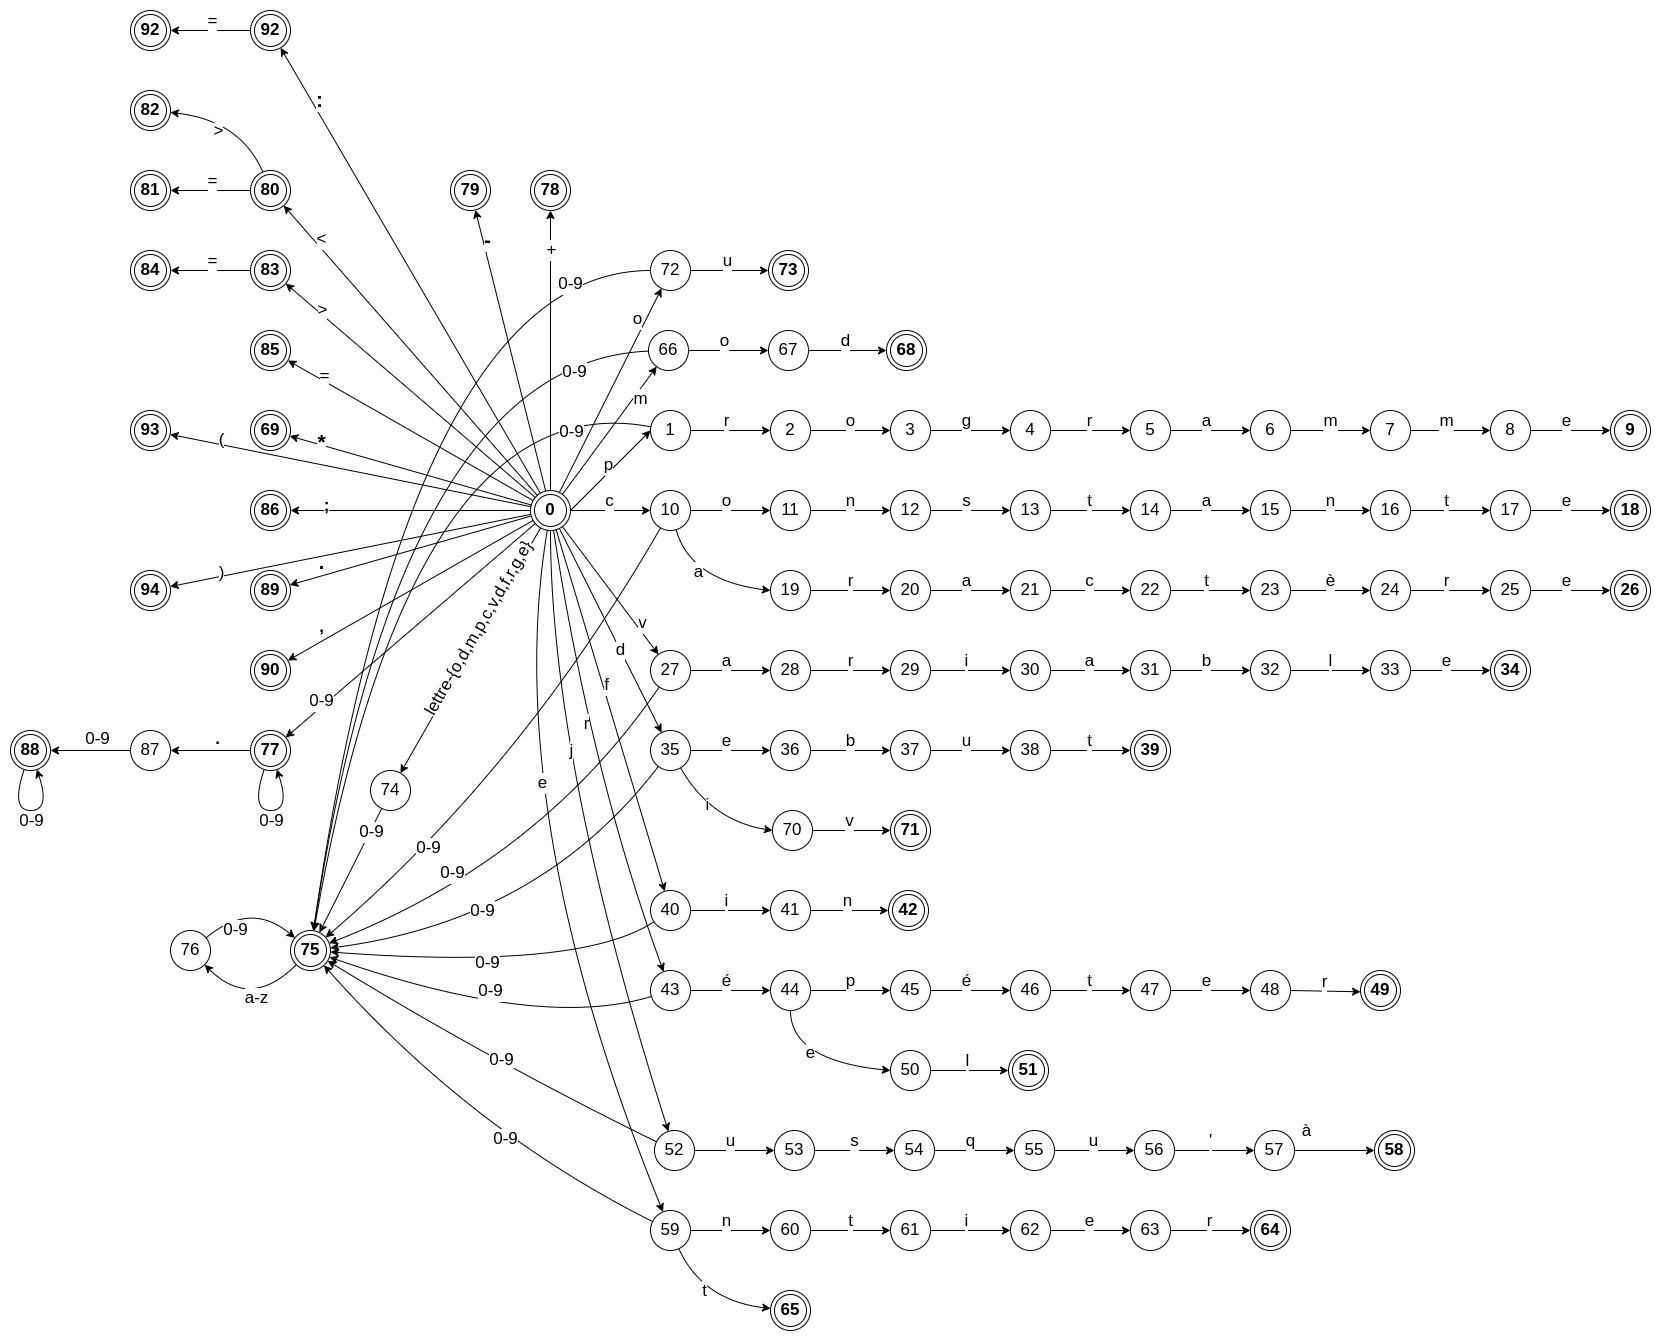 92 = 92
:
82
>
81 = 80 79 78
<
- +
84 = 83 0-9 72 u 73
> o
85 0-9 66 o 67 d 68
= m
93 ( 69 * 0-9 1 r 2 o 3 g 4 r 5 a 6 m 7 m 8 e 9
p
86 ; 0 c 10 o 11 n 12 s 13 t 14 a 15 n 16 t 17 e 18
94 ) 89 . a 19 r 20 a 21 c 22 t 23 è 24 r 25 e 26
lettre-{o,d,m,p,c,v,d,f,r,g,e}
, v
90 27 a 28 r 29 i 30 a 31 b 32 l 33 e 34
d
0-9 f
r
88 0-9 87 . 77 j 35 e 36 b 37 u 38 t 39
e
74
0-9 0-9 i 70 v 71
0-9 0-9
0-9
0-9
40 i 41 n 42
0-9
76 75
a-z
0-9
0-9 43 é 44 p 45 é 46 t 47 e 48 r 49
e 50 l 51
0-9
52 u 53 s 54 q 55 u 56 ' 57 à 58
0-9
59 n 60 t 61 i 62 e 63 r 64
t 65